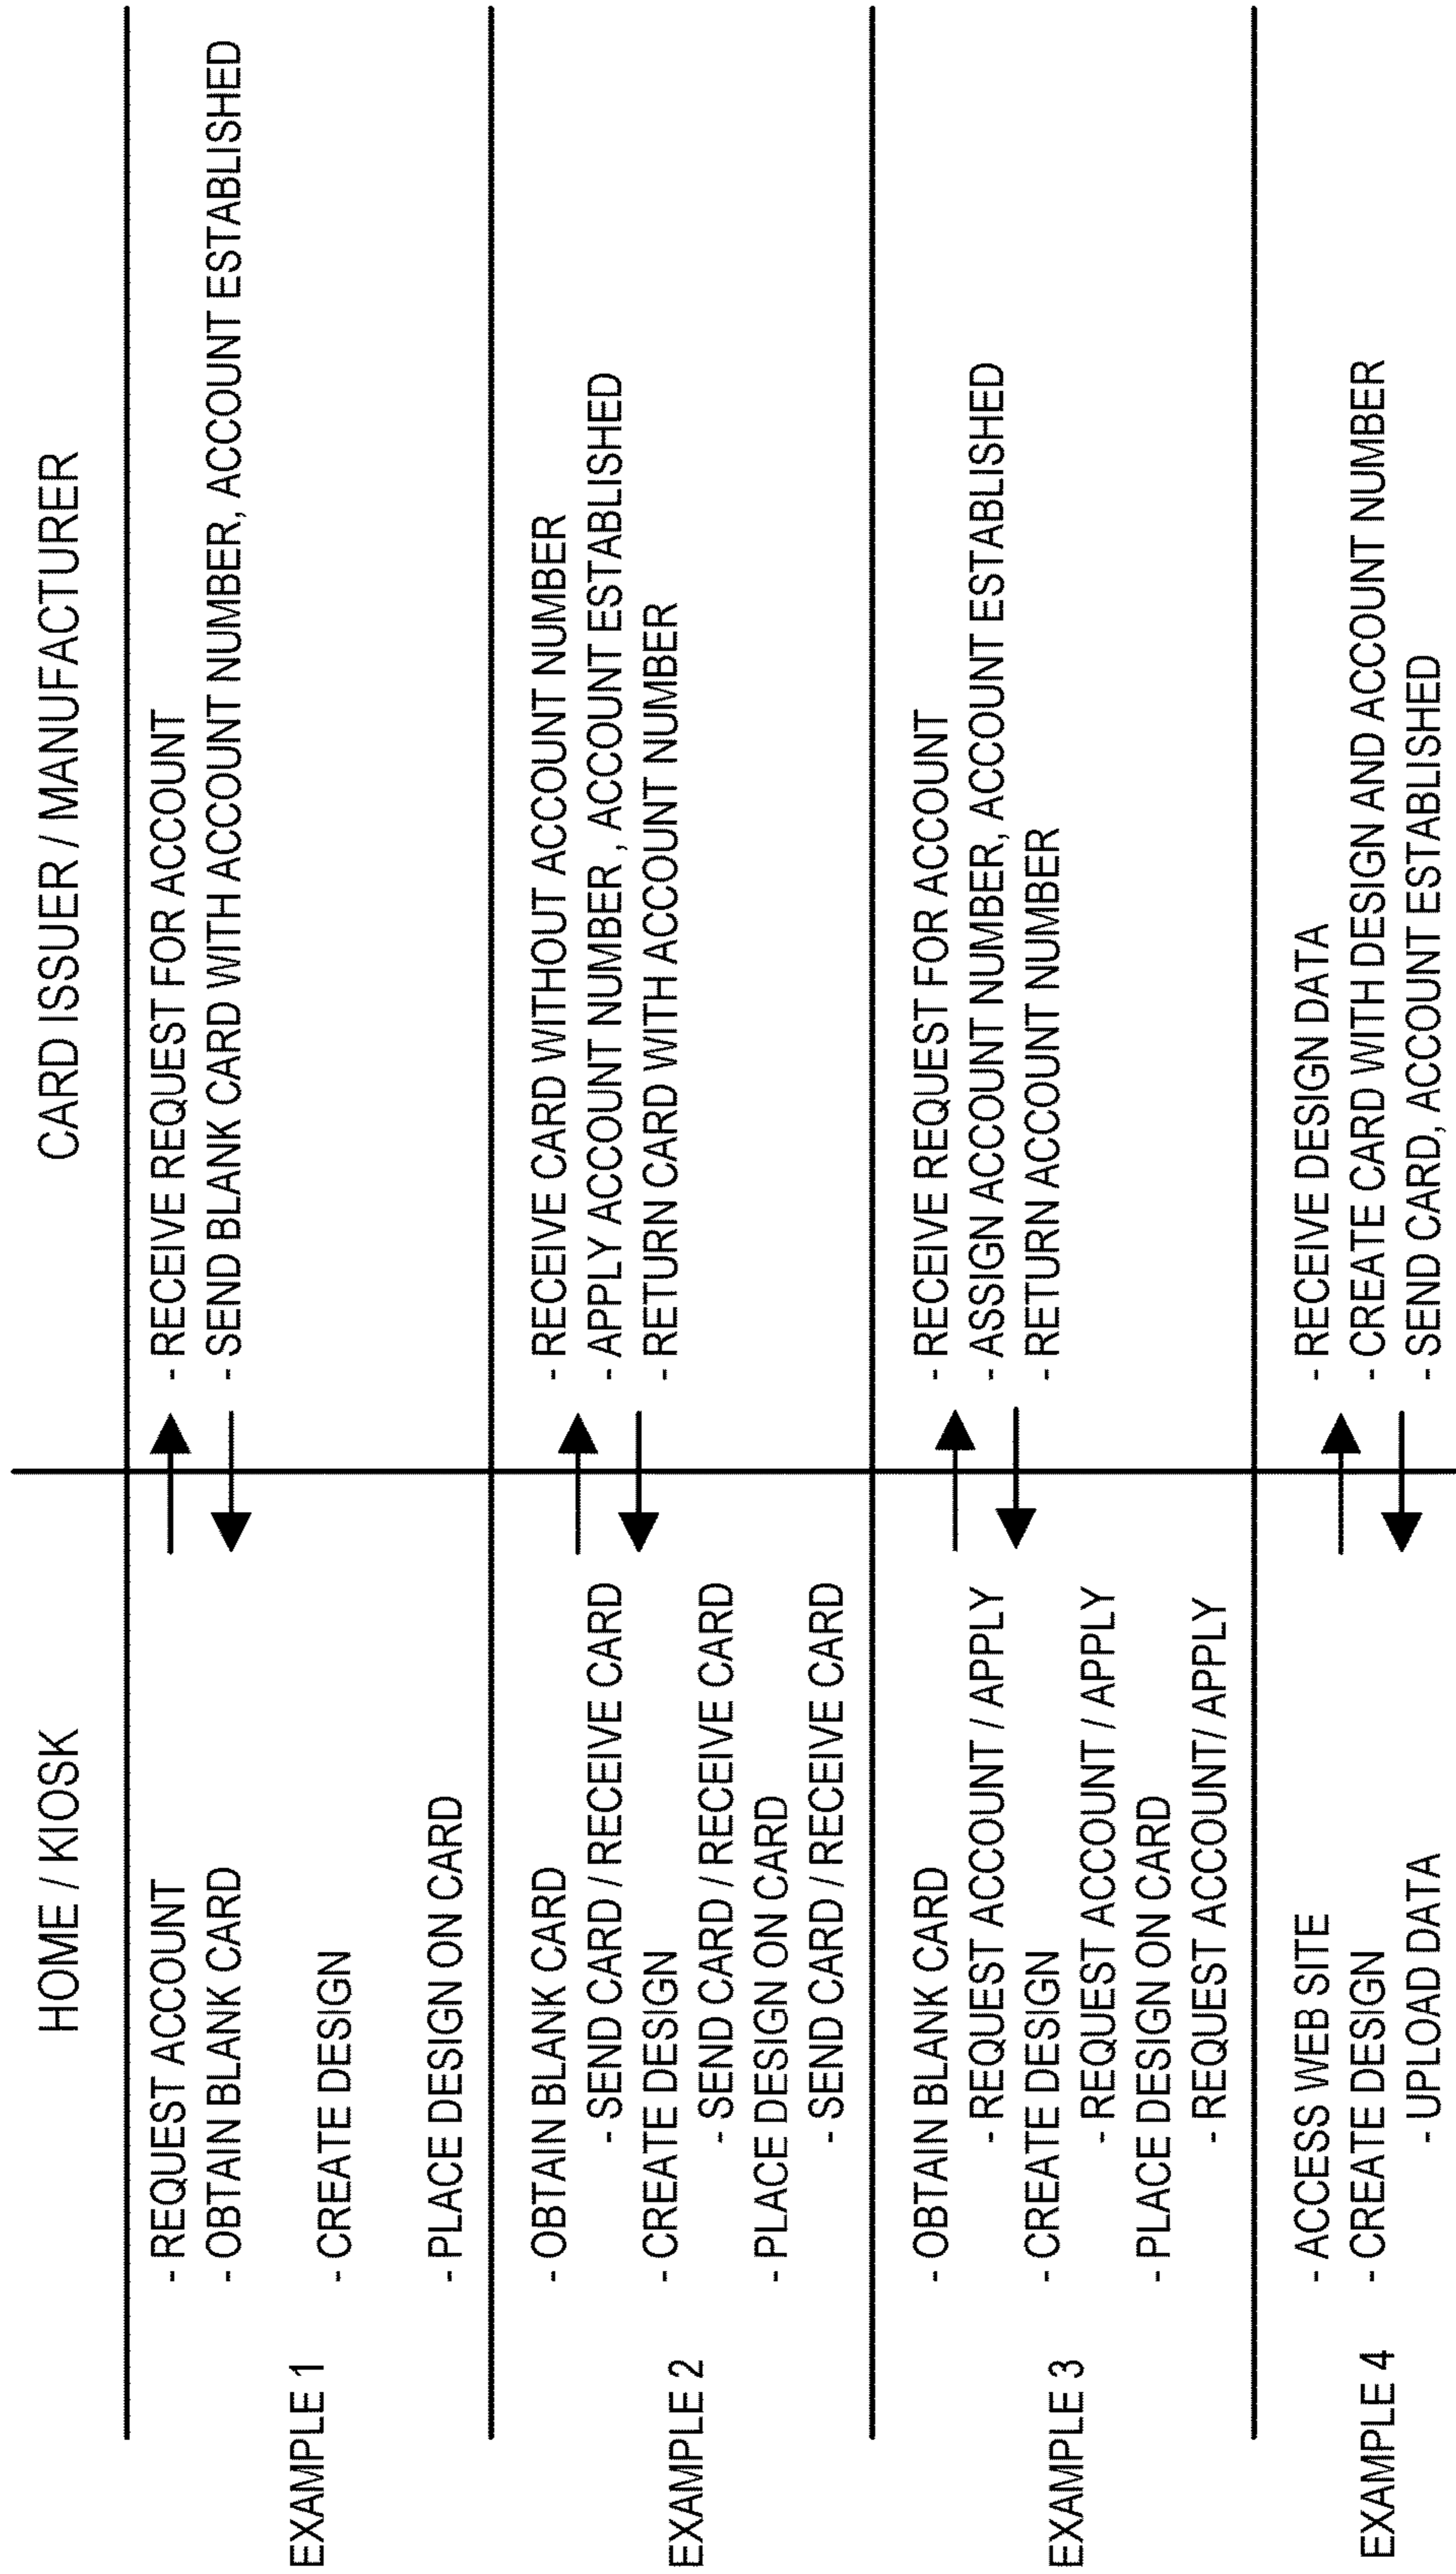 HOME / KIOSK
CARD ISSUER / MANUFACTURER
EXAMPLE 1
- REQUEST ACCOUNT
- OBTAIN BLANK CARD
- CREATE DESIGN
- PLACE DESIGN ON CARD
- RECEIVE REQUEST FOR ACCOUNT
- SEND BLANK CARD WITH ACCOUNT NUMBER, ACCOUNT ESTABLISHED
EXAMPLE 2
- OBTAIN BLANK CARD
- SEND CARD / RECEIVE CARD
- CREATE DESIGN
- SEND CARD / RECEIVE CARD
- PLACE DESIGN ON CARD
- SEND CARD / RECEIVE CARD
- RECEIVE CARD WITHOUT ACCOUNT NUMBER
- APPLY ACCOUNT NUMBER , ACCOUNT ESTABLISHED
- RETURN CARD WITH ACCOUNT NUMBER
EXAMPLE 3
- OBTAIN BLANK CARD
- REQUEST ACCOUNT / APPLY
- CREATE DESIGN
- REQUEST ACCOUNT / APPLY
- PLACE DESIGN ON CARD
- REQUEST ACCOUNT/ APPLY
- RECEIVE REQUEST FOR ACCOUNT
- ASSIGN ACCOUNT NUMBER, ACCOUNT ESTABLISHED
- RETURN ACCOUNT NUMBER
EXAMPLE 4
- ACCESS WEB SITE
- CREATE DESIGN
- UPLOAD DATA
- RECEIVE DESIGN DATA
- CREATE CARD WITH DESIGN AND ACCOUNT NUMBER
- SEND CARD, ACCOUNT ESTABLISHED